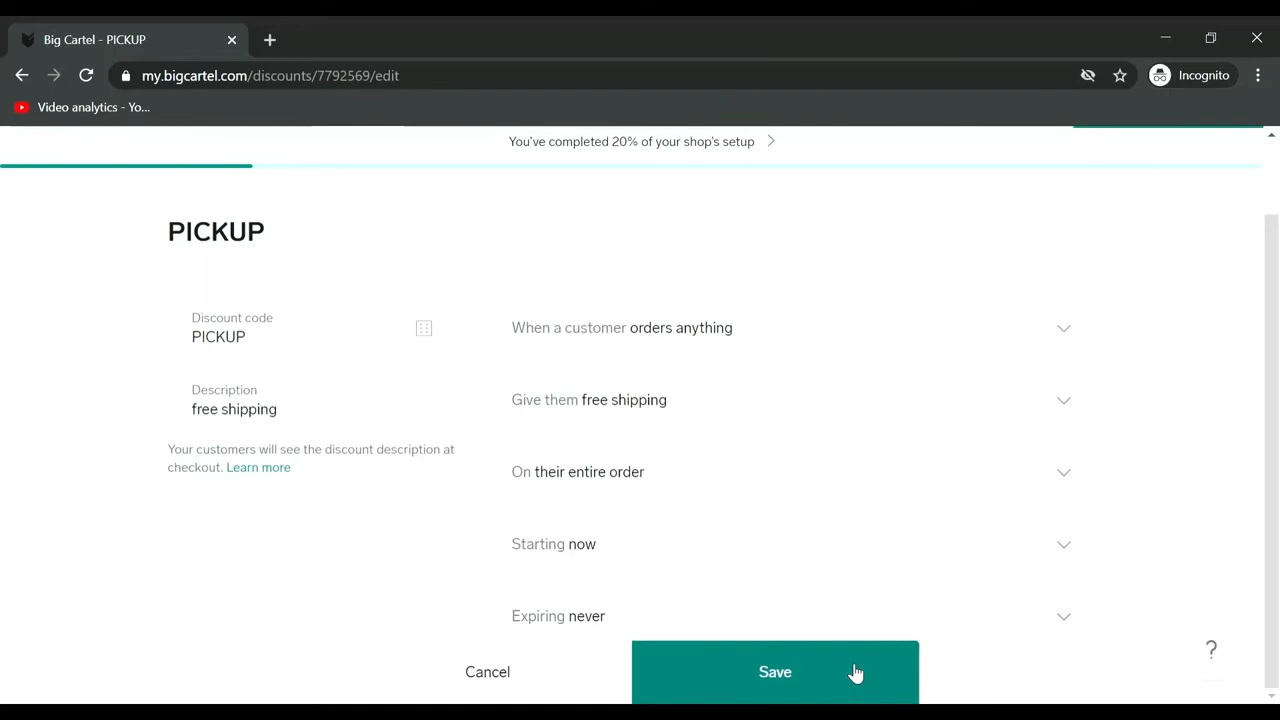 Big Cartel - PICKUP
my.bigcartel.com/discounts/7792569/edit
Incognito
Video analytics - Yo...
You've completed 20% of your shop's setup
PICKUP
Discount code
PICKUP
Description
free shipping
Your customers will see the discount description at
checkout. Learn more
When a customer orders anything
Give them free shipping
On their entire order
Starting now
Expiring never
Cancel
Save
?